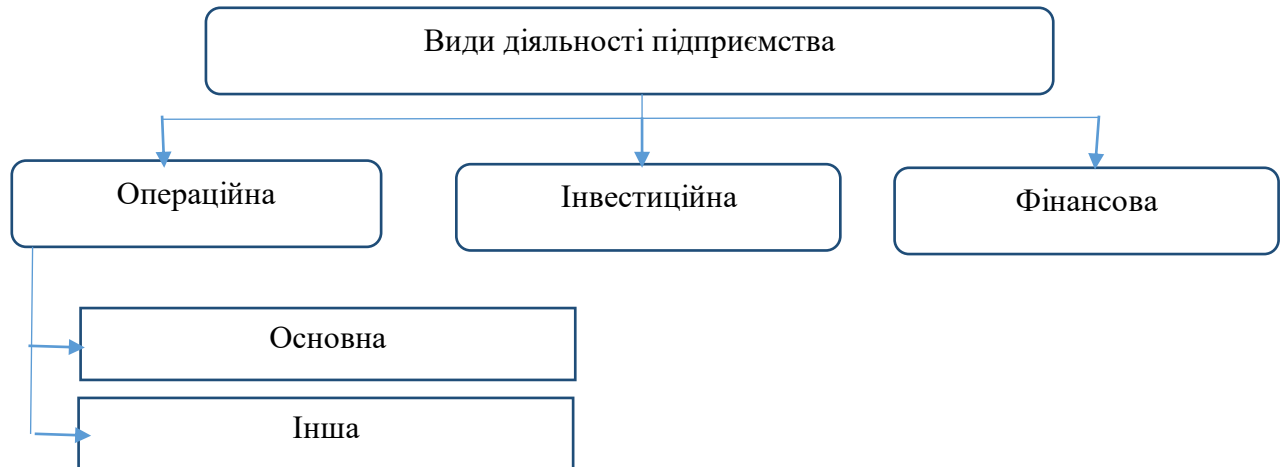 Види діяльності підприємства
Операційна
Інвестиційна
Фінансова
Основна
Інша